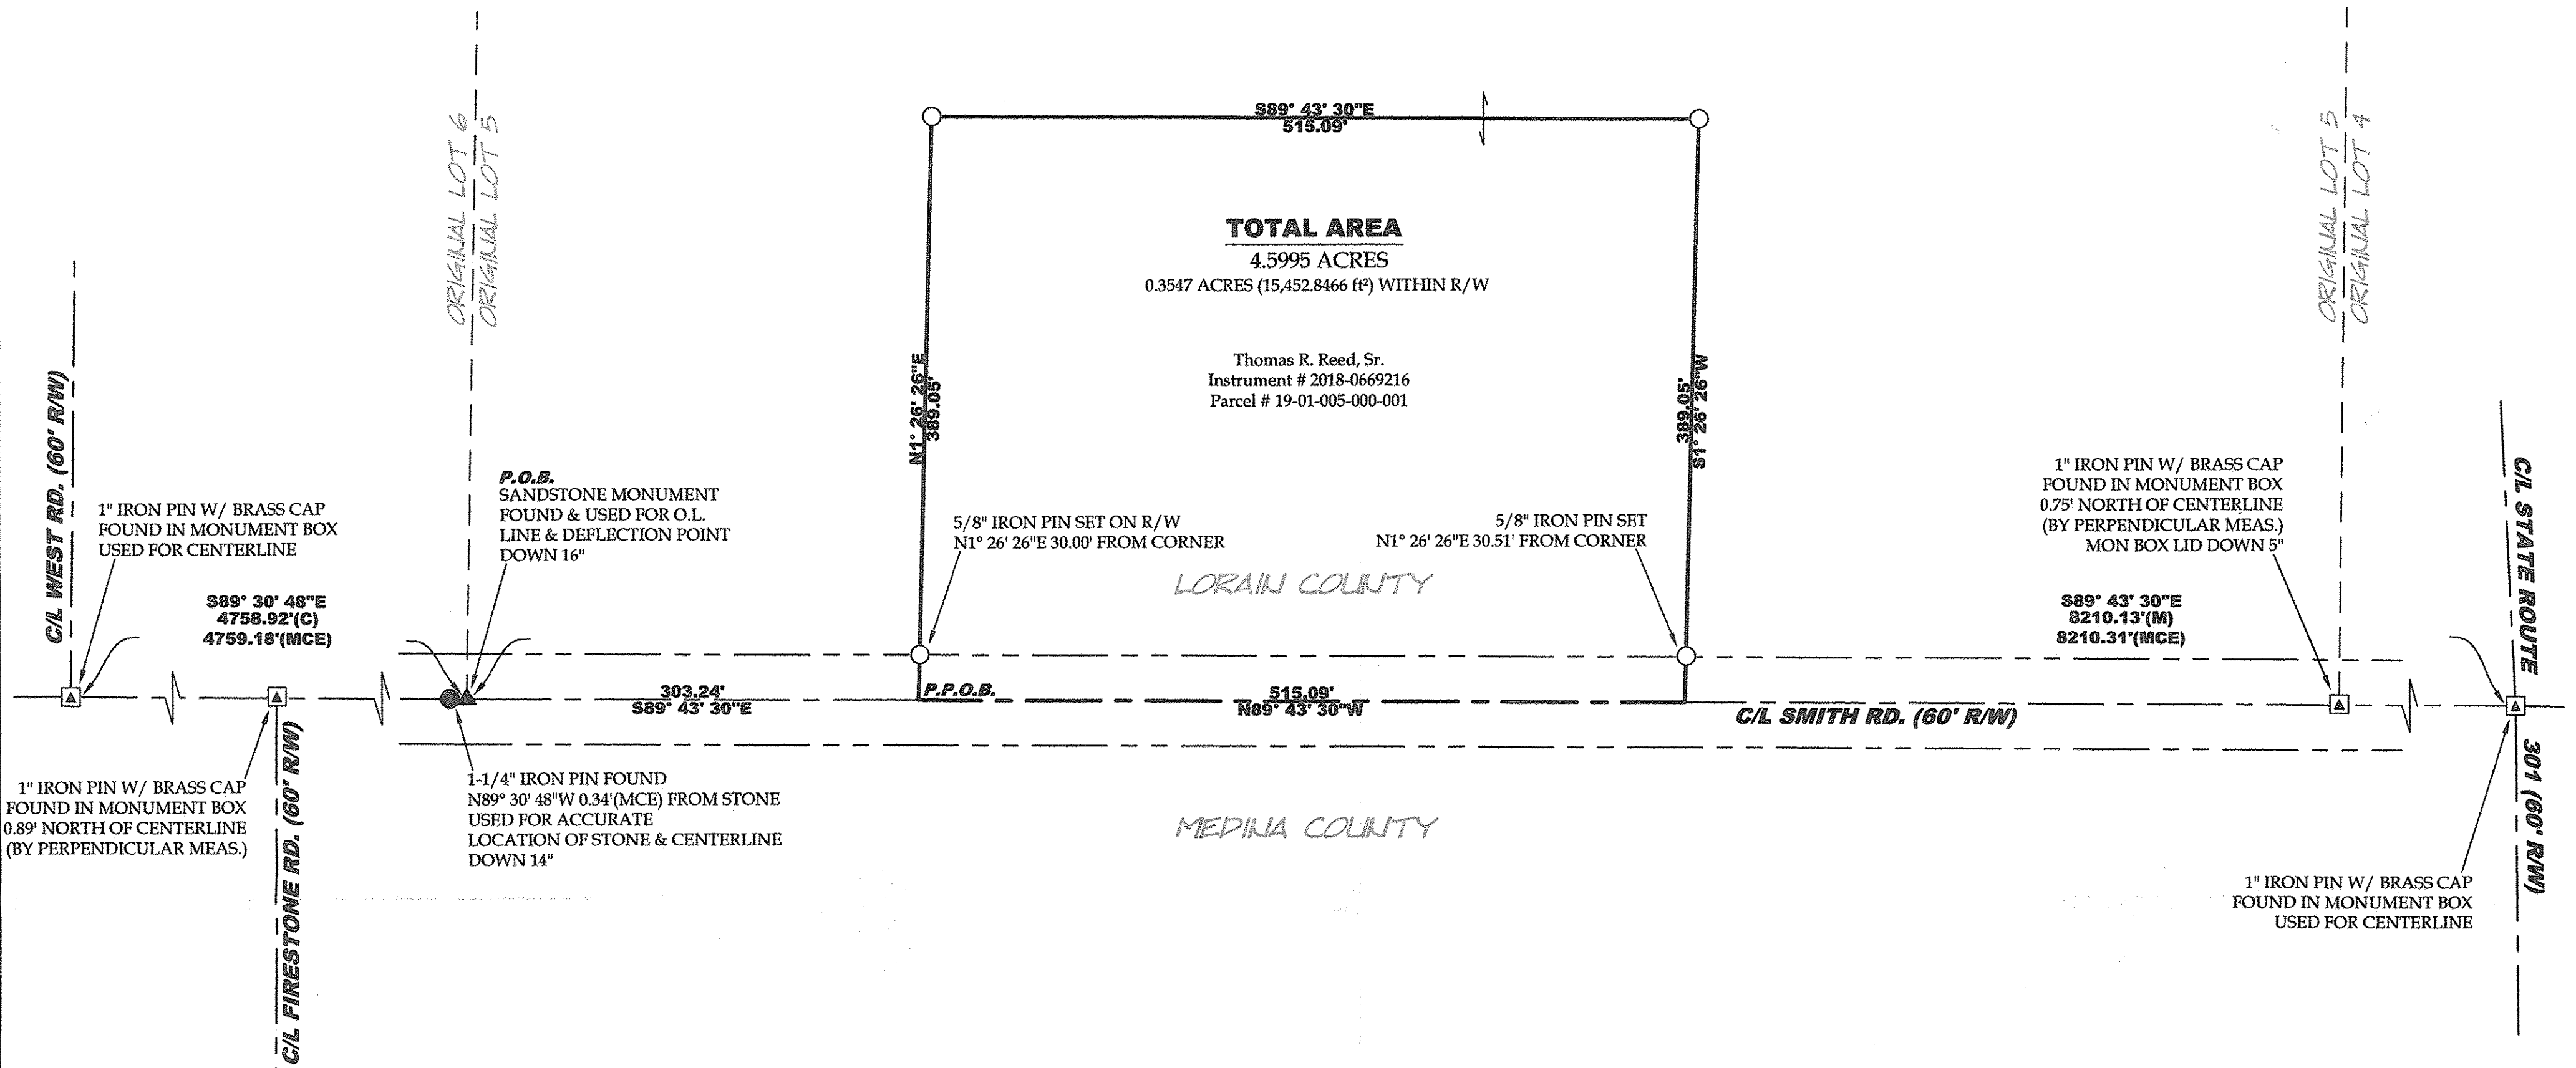 ORIGINAL LOT 6
ORIGINAL LOT 5
S89° 43' 30"E
515.09'
ORIGINAL LOT 5
ORIGINAL LOT 4
TOTAL AREA
4.5995 ACRES
0.3547 ACRES (15,452.8466 ft²) WITHIN R/W
Thomas R. Reed, Sr.
Instrument # 2018-0669216
Parcel # 19-01-005-000-001
N1° 26' 26"E
389.05'
389.05'
S1° 26' 26"W
C/L WEST RD. (60' R/W)
1" IRON PIN W/ BRASS CAP
FOUND IN MONUMENT BOX
USED FOR CENTERLINE
P.O.B.
SANDSTONE MONUMENT
FOUND & USED FOR O.L.
LINE & DEFLECTION POINT
DOWN 16"
5/8" IRON PIN SET ON R/W
N1° 26' 26"E 30.00' FROM CORNER
5/8" IRON PIN SET
N1° 26' 26"E 30.51' FROM CORNER
1" IRON PIN W/ BRASS CAP
FOUND IN MONUMENT BOX
0.75' NORTH OF CENTERLINE
(BY PERPENDICULAR MEAS.)
MON BOX LID DOWN 5"
C/L STATE ROUTE
301 (60' R/W)
LORAIN COUNTY
S89° 30' 48"E
4758.92'(C)
4759.18'(MCE)
S89° 43' 30"E
8210.13'(M)
8210.31'(MCE)
303.24'
S89° 43' 30"E
P.P.O.B.
515.09'
N89° 43' 30"W
C/L SMITH RD. (60' R/W)
1" IRON PIN W/ BRASS CAP
FOUND IN MONUMENT BOX
0.89' NORTH OF CENTERLINE
(BY PERPENDICULAR MEAS.)
C/L FIRESTONE RD. (60' R/W)
1-1/4" IRON PIN FOUND
N89° 30' 48"W 0.34'(MCE) FROM STONE
USED FOR ACCURATE
LOCATION OF STONE & CENTERLINE
DOWN 14"
MEDINA COUNTY
1" IRON PIN W/ BRASS CAP
FOUND IN MONUMENT BOX
USED FOR CENTERLINE